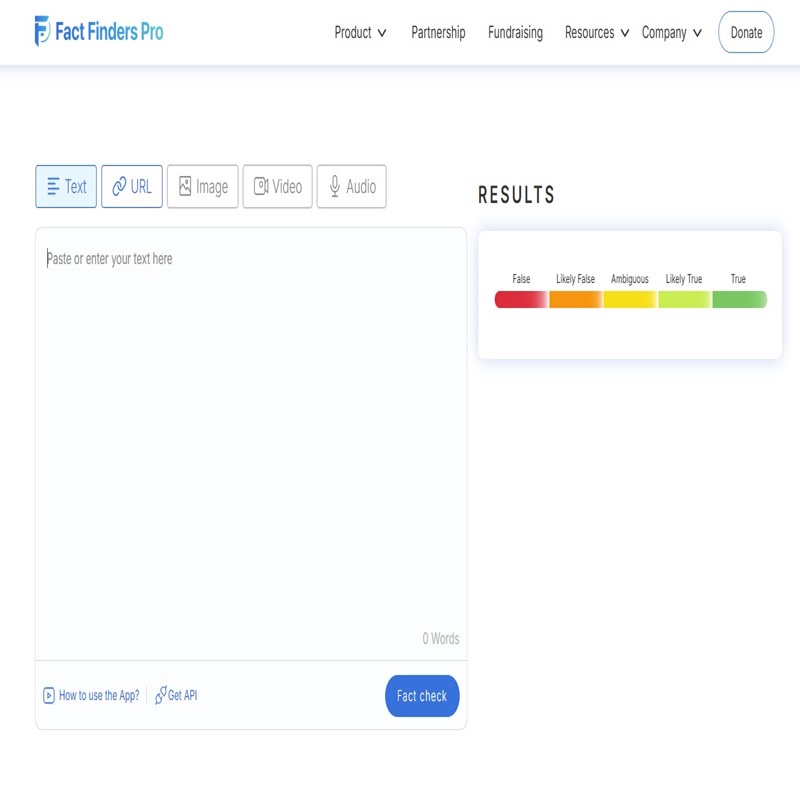 Fact Finders Pro
Product Partnership Fundraising Resources Company Donate
Text URL Image Video Audio
RESULTS
Paste or enter your text here
False Likely False Ambiguous Likely True True
0 Words
How to use the App? Get API Fact check